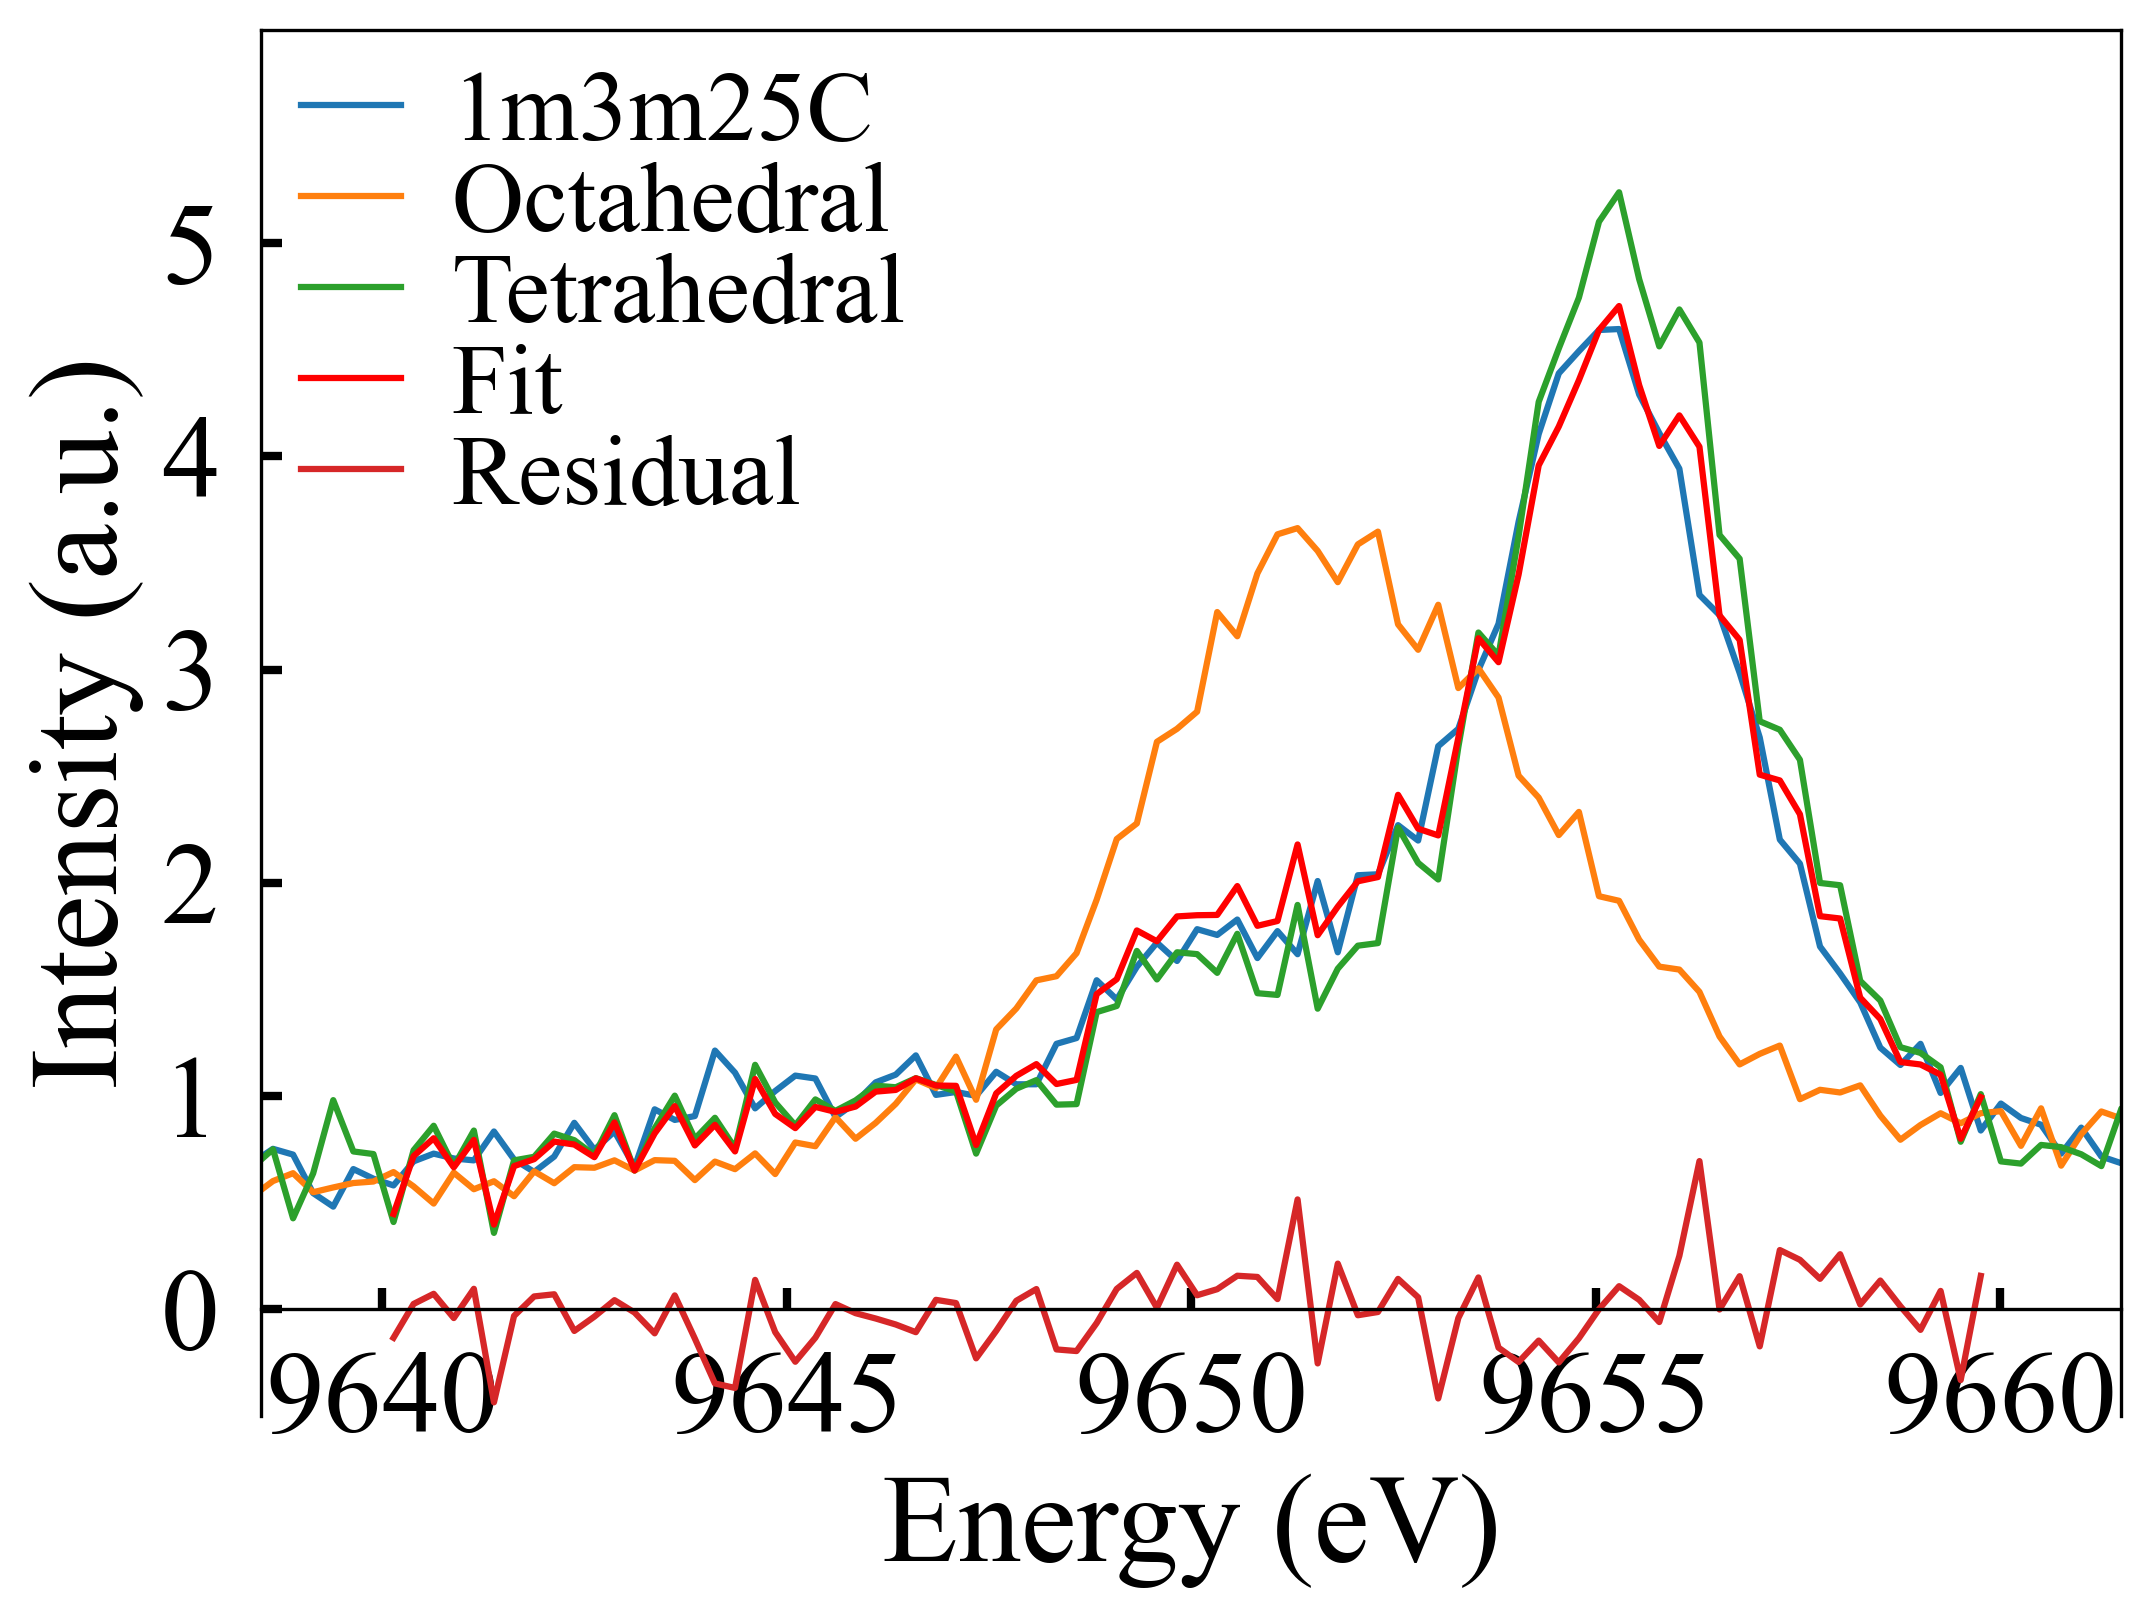 1m3m25C
Octahedral
Tetrahedral
Fit
Residual
5
4
3
2
1
0
Intensity (a.u.)
9640 9645 9650 9655 9660
Energy (eV)